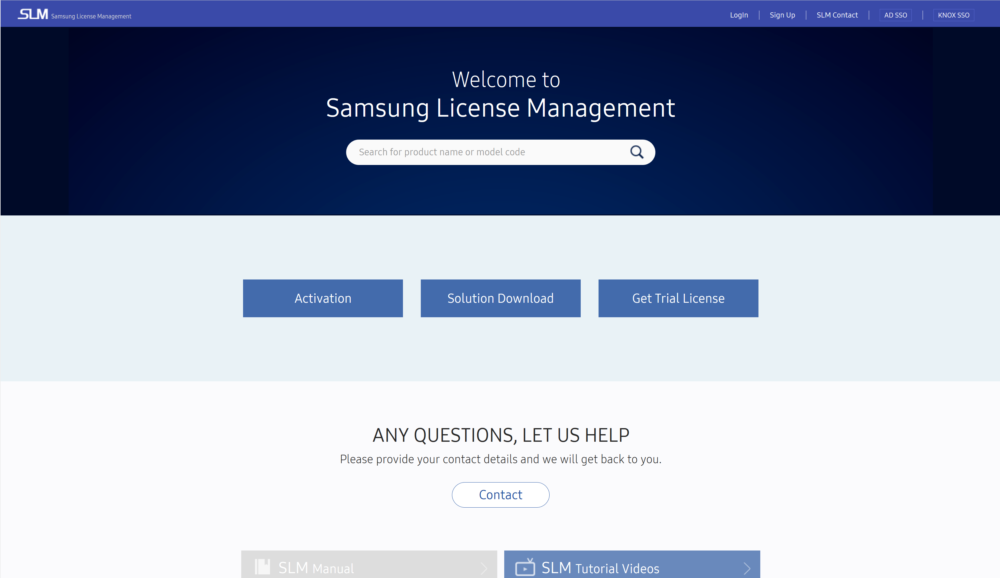 SLM Samsung License Management
LogIn
Sign Up
SLM Contact
AD SSO
KNOX SSO
Welcome to
Samsung License Management
Search for product name or model code
Activation
Solution Download
Get Trial License
ANY QUESTIONS, LET US HELP
Please provide your contact details and we will get back to you.
Contact
SLM Manual
SLM Tutorial Videos